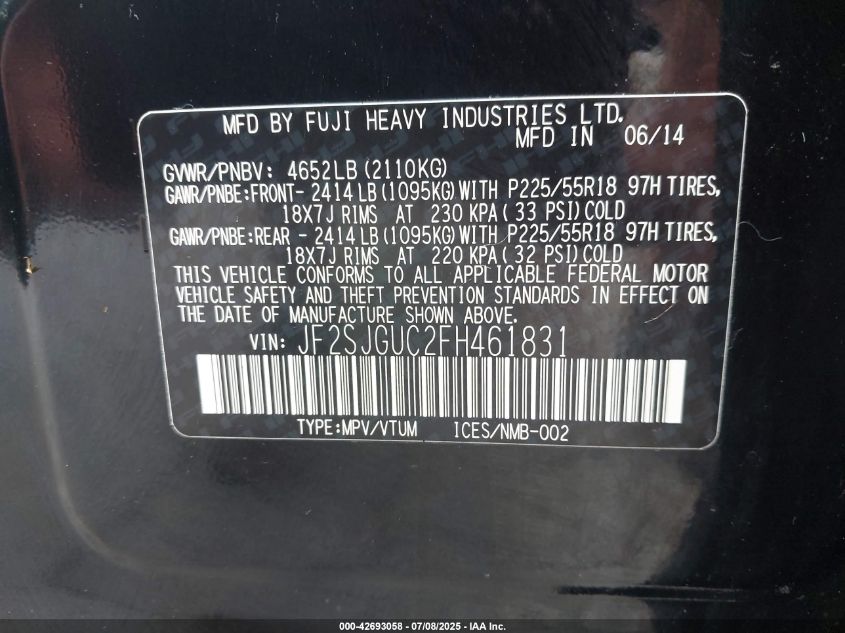 MFD BY FUJI HEAVY INDUSTRIES LTD.
MFD IN 06/14
GVWR/PNBV: 4652LB (2110KG)
GAWR/PNBE:FRONT- 2414 LB (1095KG) WITH P225/55R18 97H TIRES,
18X7J RIMS AT 230 KPA ( 33 PSI) COLD
GAWR/PNBE:REAR - 2414 LB (1095KG) WITH P225/55R18 97H TIRES,
18X7J RIMS AT 220 KPA ( 32 PSI) COLD
THIS VEHICLE CONFORMS TO ALL APPLICABLE FEDERAL MOTOR
VEHICLE SAFETY AND THEFT PREVENTION STANDARDS IN EFFECT ON
THE DATE OF MANUFACTURE SHOWN ABOVE.
VIN: JF2SJGUC2FH461831
TYPE:MPV/VTUM ICES/NMB-002
000-42693058 - 07/08/2025 - IAA Inc.